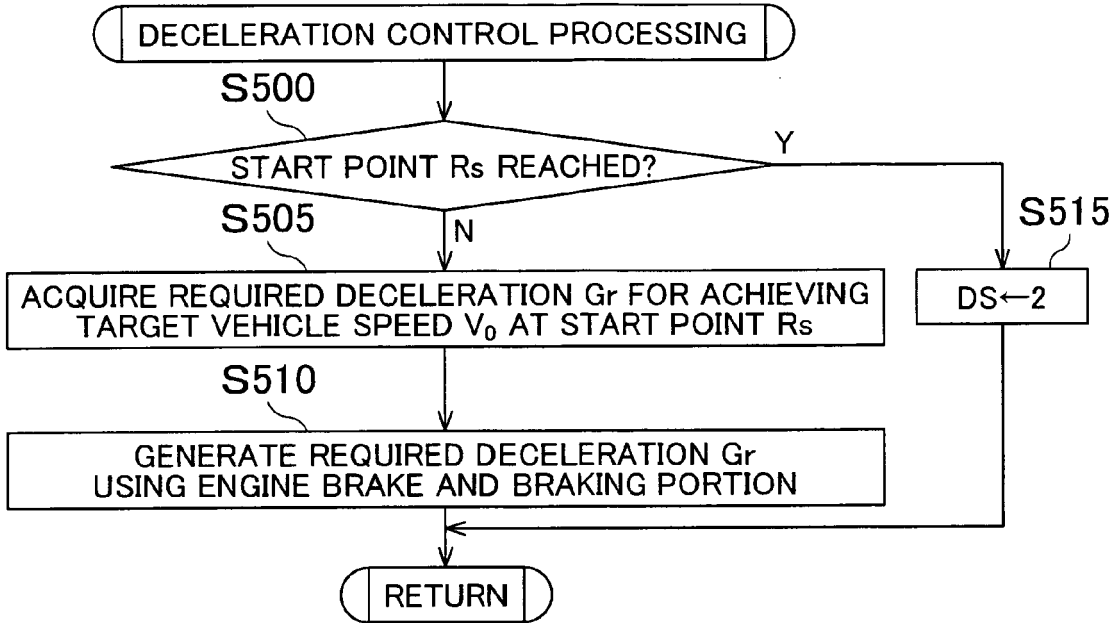 DECELERATION CONTROL PROCESSING
S500
START POINT Rs REACHED?
Y
N
S505
S515
ACQUIRE REQUIRED DECELERATION Gr FOR ACHIEVING
TARGET VEHICLE SPEED V₀ AT START POINT Rs
DS←2
S510
GENERATE REQUIRED DECELERATION Gr
USING ENGINE BRAKE AND BRAKING PORTION
RETURN